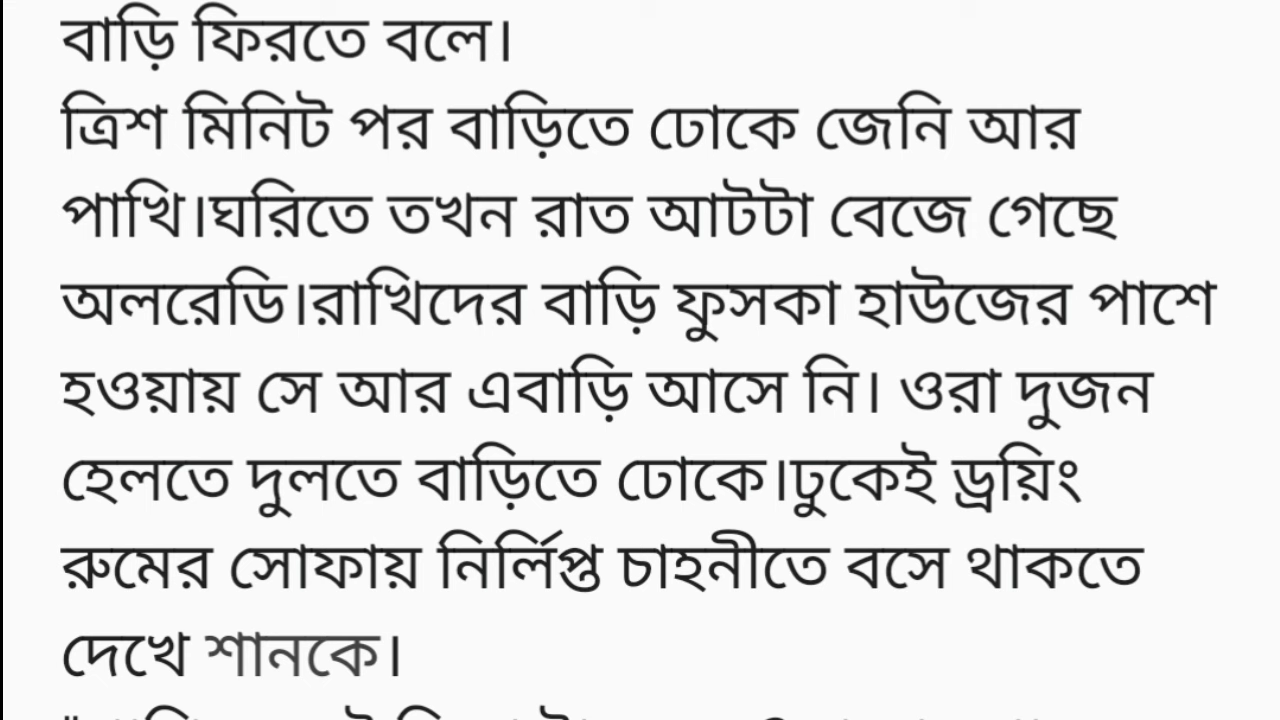 বাড়ি ফিরতে বলে।
ত্রিশ মিনিট পর বাড়িতে ঢোকে জেনি আর
পাখি।ঘরিতে তখন রাত আটটা বেজে গেছে
অলরেডি।রাখিদের বাড়ি ফুসকা হাউজের পাশে
হওয়ায় সে আর এবাড়ি আসে নি। ওরা দুজন
হেলতে দুলতে বাড়িতে ঢোকে।ঢুকেই ড্রয়িং
রুমের সোফায় নির্লিপ্ত চাহনীতে বসে থাকতে
দেখে শানকে।